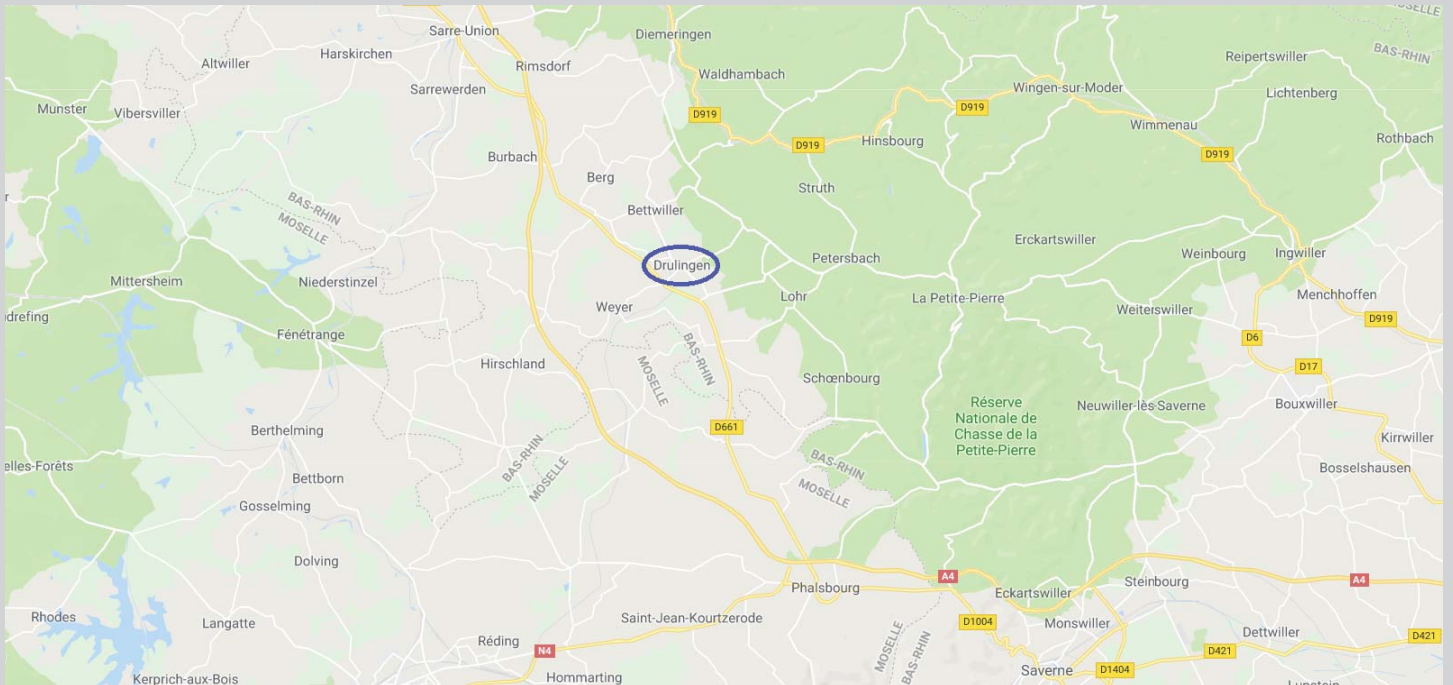 MOSELLE
Sarre-Union
Diemeringen
BAS-RHIN
Harskirchen
Altwiller
Rimsdorf
Waldhambach
Reipertswiller
Sarrewerden
Wingen-sur-Moder
Lichtenberg
Munster
Vibersviller
D919
D919
Wimmenau
Rothbach
D919
Hinsbourg
D919
Burbach
Berg
Struth
BAS-RHIN
MOSELLE
Bettwiller
Erckartswiller
Drulingen
Petersbach
Weinbourg
Ingwiller
Mittersheim
Niederstinzel
Lohr
La Petite-Pierre
Menchhoffen
Weyer
Weiterswiller
drefing
D919
Fénétrange
D6
BAS-RHIN
MOSELLE
Hirschland
D17
Schœnbourg
Réserve
Nationale de
Chasse de la
Petite-Pierre
Neuwiller-lès-Saverne
Bouxwiller
D661
Berthelming
Kirrwiller
BAS-RHIN
MOSELLE
BAS-RHIN
MOSELLE
elles-Forêts
Bosselshausen
Bettborn
Gosselming
Dolving
Phalsbourg
A4
Eckartswiller
Steinbourg
A4
Rhodes
Langatte
Saint-Jean-Kourtzerode
D1004
Monswiller
Dettwiller
D421
Réding
N4
MOSELLE
BAS-RHIN
D421
Saverne
D1404
Kerprich-aux-Bois
Hommarting